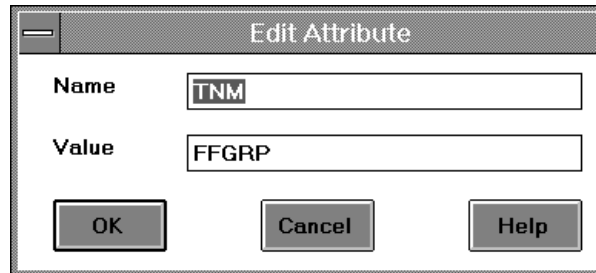 Edit Attribute
Name TNM
Value FFGRP
OK Cancel Help